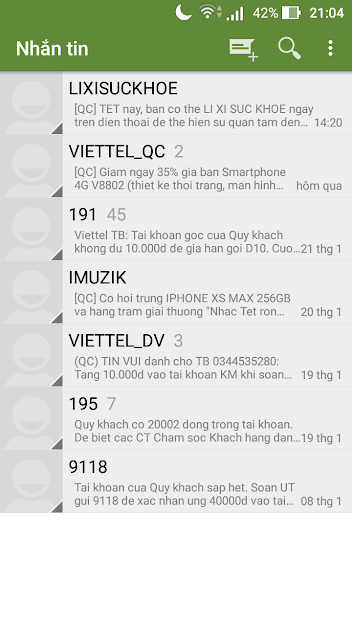 42% 21:04
Nhắn tin
LIXISUCKHOE
[QC] TET nay, ban co the LI XI SUC KHOE ngay
tren dien thoai de the hien su quan tam den... 14:20
VIETTEL_QC 2
[QC] Giam ngay 35% gia ban Smartphone
4G V8802 (thiet ke thoi trang, man hinh... hôm qua
191 45
Viettel TB: Tai khoan goc cua Quy khach
khong du 10.000d de gia han goi D10. Cuo... 21 thg 1
IMUZIK
[QC] Co hoi trung IPHONE XS MAX 256GB
va hang tram giai thuong "Nhac Tet ron... 20 thg 1
VIETTEL_DV 3
(QC) TIN VUI danh cho TB 0344535280:
Tang 10.000d vao tai khoan KM khi soan... 19 thg 1
195 7
Quy khach co 20002 dong trong tai khoan.
De biet cac CT Cham soc Khach hang dan... 19 thg 1
9118
Tai khoan cua Quy khach sap het. Soan UT
gui 9118 de xac nhan ung 40000d vao tai... 08 thg 1